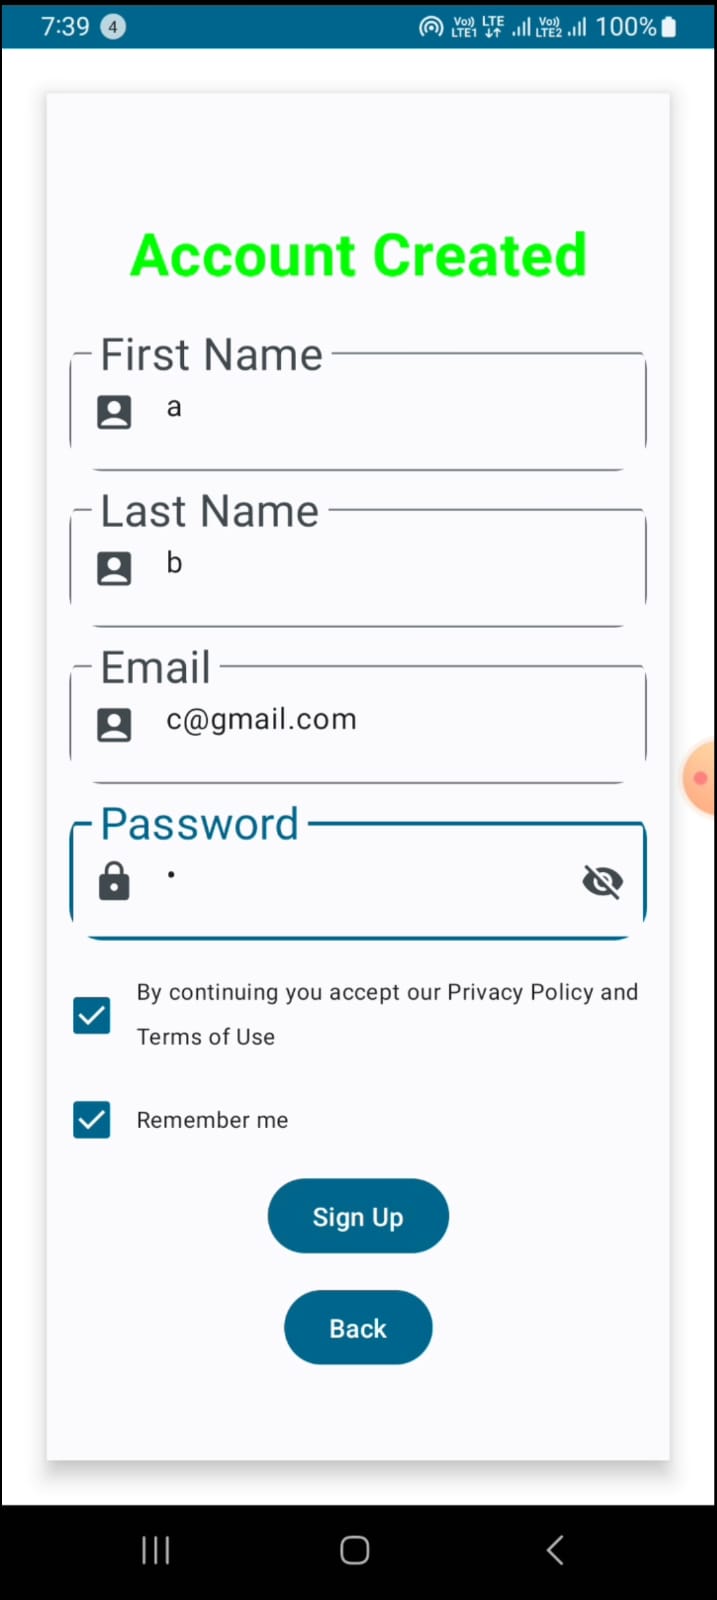 7:39 4 Vo)) LTE1 LTE Vo)) LTE2 100%
Account Created
First Name
a
Last Name
b
Email
c@gmail.com
Password
•
By continuing you accept our Privacy Policy and
Terms of Use
Remember me
Sign Up
Back